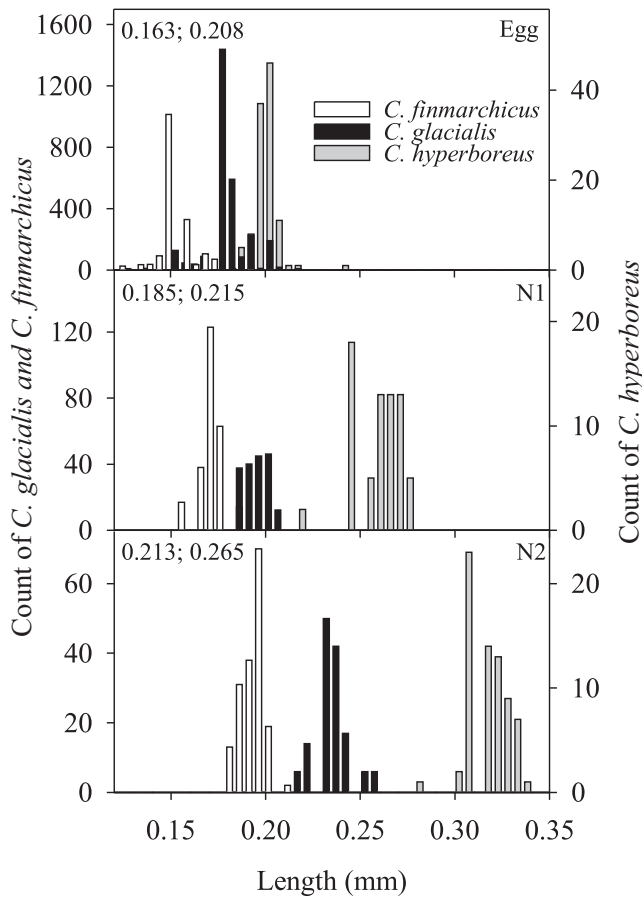 Count of C. glacialis and C. finmarchicus
1600
1200
800
400
0
0.163; 0.208
Egg
C. finmarchicus
C. glacialis
C. hyperboreus
40
20
0
120
80
40
0
0.185; 0.215
N1
20
10
0
60
40
20
0
0.213; 0.265
N2
20
10
0
Count of C. hyperboreus
0.15 0.20 0.25 0.30 0.35
Length (mm)